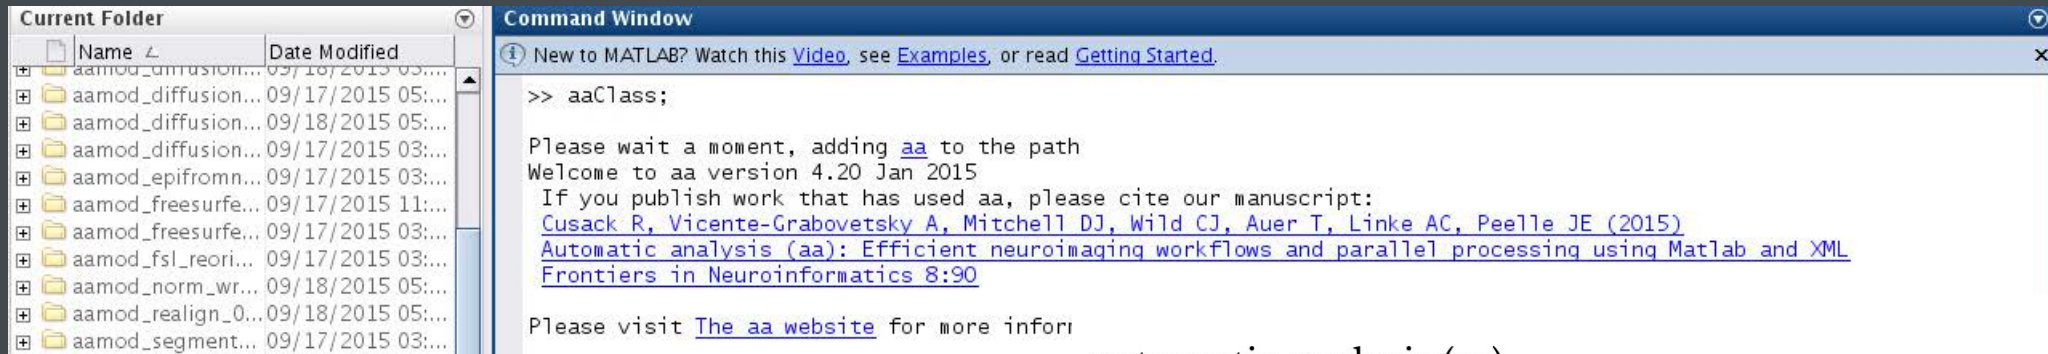 Current Folder
Name Date Modified
aamod_diffusion... 09/18/2015 05:...
aamod_diffusion... 09/17/2015 05:...
aamod_diffusion... 09/18/2015 05:...
aamod_diffusion... 09/17/2015 03:...
aamod_epifromn... 09/17/2015 03:...
aamod_freesurfe... 09/17/2015 11:...
aamod_freesurfe... 09/17/2015 03:...
aamod_fsl_reori... 09/17/2015 03:...
aamod_norm_wr... 09/18/2015 05:...
aamod_realign_0... 09/18/2015 05:...
aamod_segment... 09/17/2015 03:...
Command Window
New to MATLAB? Watch this Video, see Examples, or read Getting Started.
>> aaClass;
Please wait a moment, adding aa to the path
Welcome to aa version 4.20 Jan 2015
If you publish work that has used aa, please cite our manuscript:
Cusack R, Vicente-Grabovetsky A, Mitchell DJ, Wild CJ, Auer T, Linke AC, Peelle JE (2015)
Automatic analysis (aa): Efficient neuroimaging workflows and parallel processing using Matlab and XML
Frontiers in Neuroinformatics 8:90
Please visit The aa website for more infor